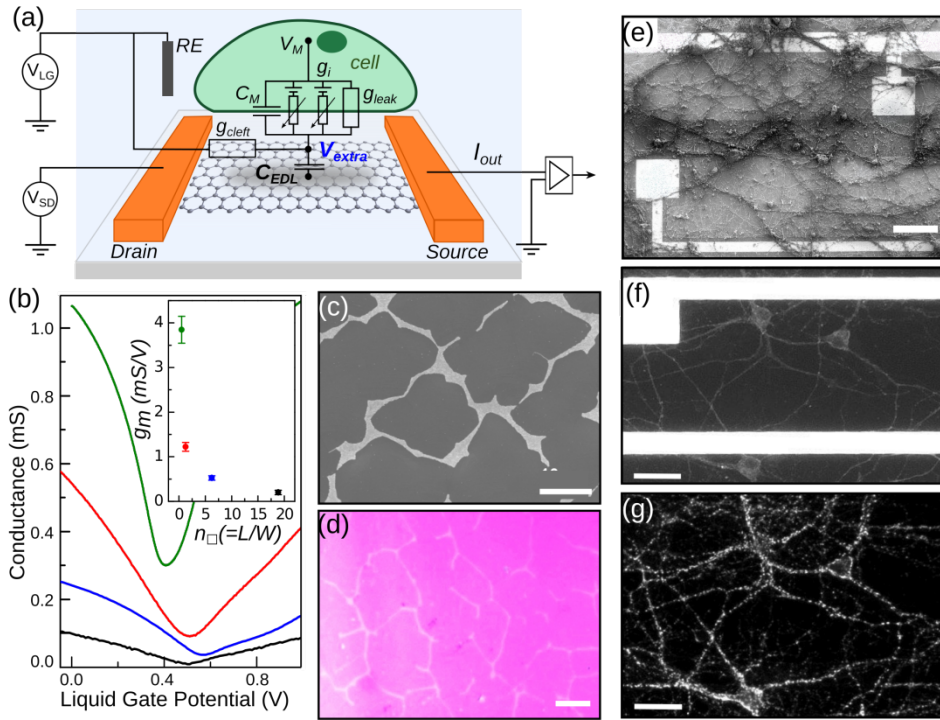 (a)
RE
V_M
cell
V_LG
g_i
C_M
g_leak
g_cleft
V_extra
C_EDL
I_out
V_SD
Drain
Source
(b)
Conductance (mS)
1.0
0.8
0.6
0.4
0.2
0.0
0.0
0.4
0.8
Liquid Gate Potential (V)
g_m (mS/V)
4
3
2
1
0
0
5
10
15
20
n_□(=L/W)
(c)
(d)
(e)
(f)
(g)